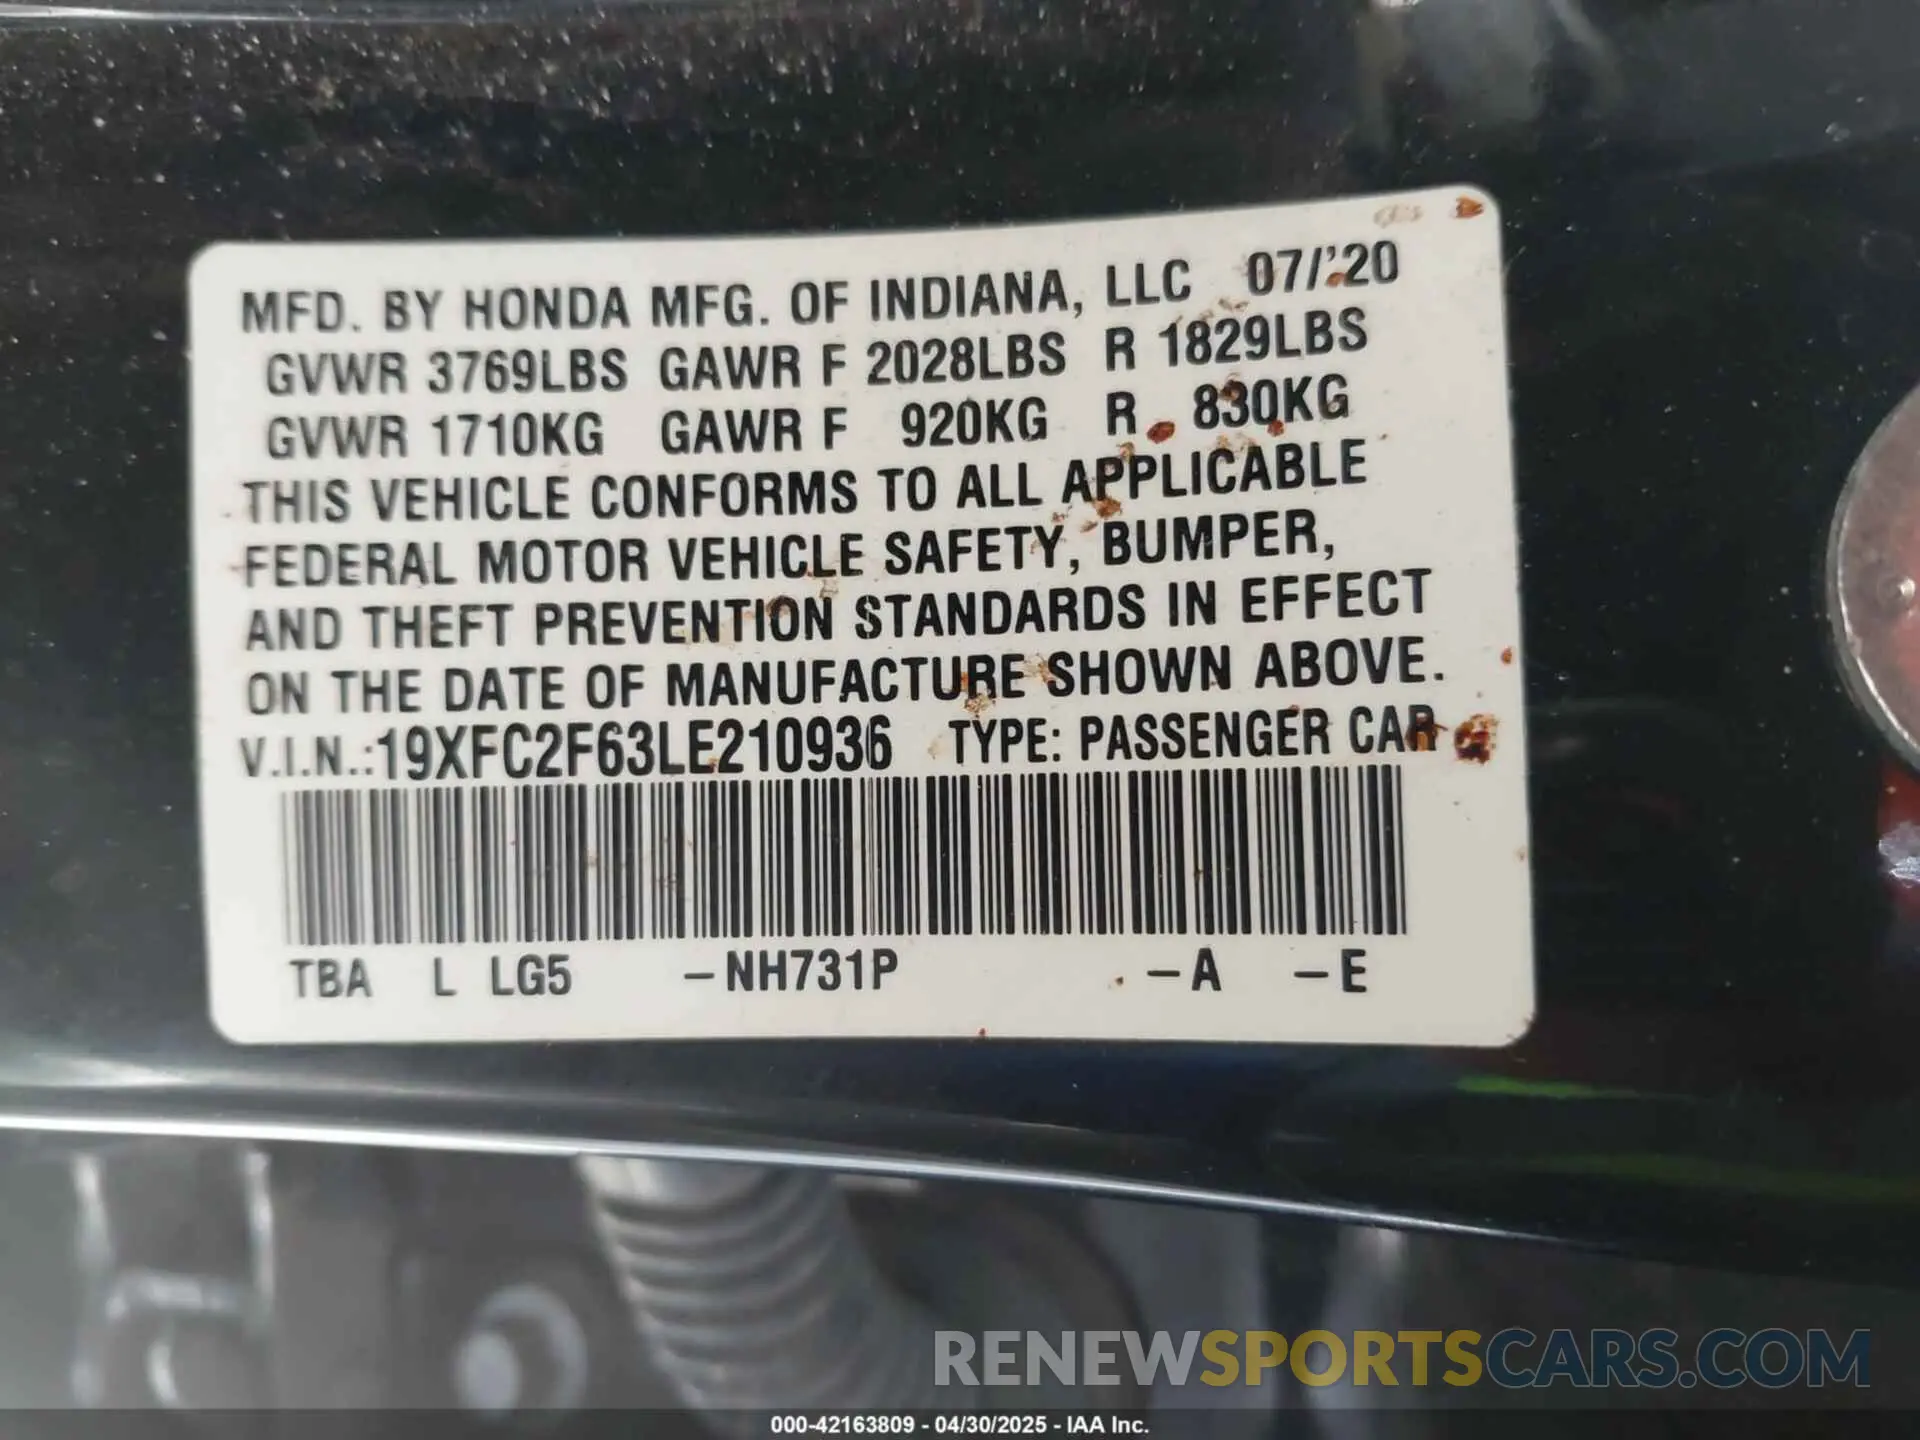 MFD. BY HONDA MFG. OF INDIANA, LLC 07/'20
GVWR 3769LBS GAWR F 2028LBS R 1829LBS
GVWR 1710KG GAWR F 920KG R 830KG
THIS VEHICLE CONFORMS TO ALL APPLICABLE
FEDERAL MOTOR VEHICLE SAFETY, BUMPER,
AND THEFT PREVENTION STANDARDS IN EFFECT
ON THE DATE OF MANUFACTURE SHOWN ABOVE.
V.I.N.:19XFC2F63LE210936 TYPE: PASSENGER CAR
TBA L LG5 –NH731P –A –E
RENEWSPORTSCARS.COM
000-42163809 - 04/30/2025 - IAA Inc.